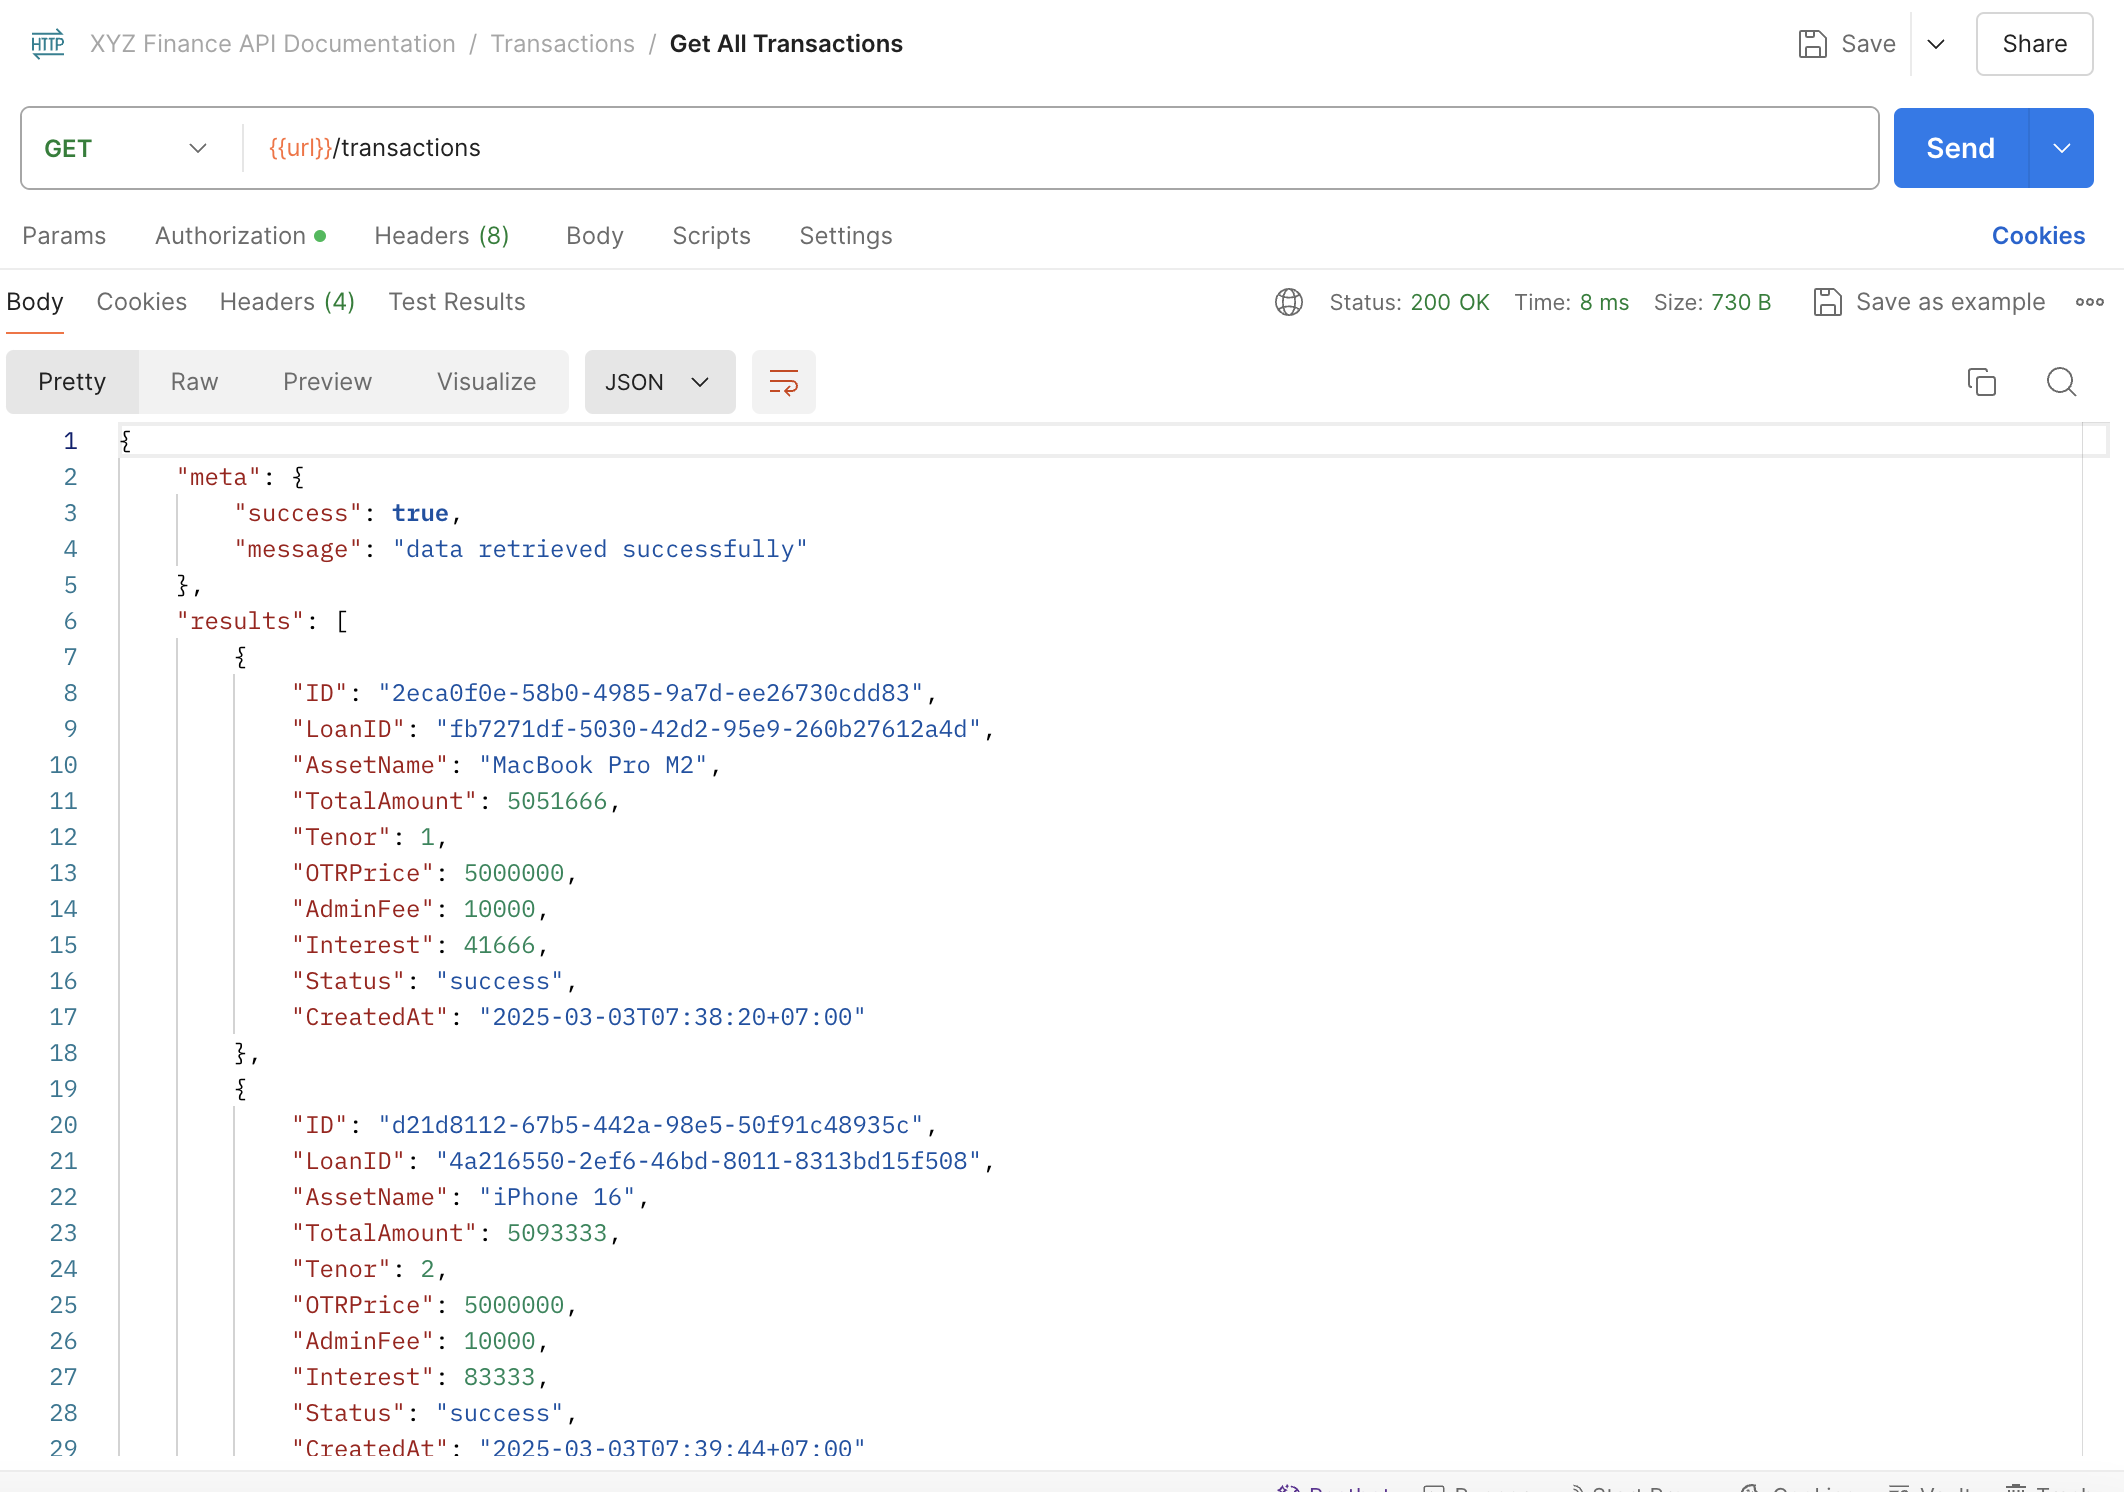 HTTP XYZ Finance API Documentation / Transactions / Get All Transactions Save Share
GET {{url}}/transactions Send
Params Authorization Headers (8) Body Scripts Settings Cookies
Body Cookies Headers (4) Test Results Status: 200 OK Time: 8 ms Size: 730 B Save as example
Pretty Raw Preview Visualize JSON
1 {
2 "meta": {
3 "success": true,
4 "message": "data retrieved successfully"
5 },
6 "results": [
7 {
8 "ID": "2eca0f0e-58b0-4985-9a7d-ee26730cdd83",
9 "LoanID": "fb7271df-5030-42d2-95e9-260b27612a4d",
10 "AssetName": "MacBook Pro M2",
11 "TotalAmount": 5051666,
12 "Tenor": 1,
13 "OTRPrice": 5000000,
14 "AdminFee": 10000,
15 "Interest": 41666,
16 "Status": "success",
17 "CreatedAt": "2025-03-03T07:38:20+07:00"
18 },
19 {
20 "ID": "d21d8112-67b5-442a-98e5-50f91c48935c",
21 "LoanID": "4a216550-2ef6-46bd-8011-8313bd15f508",
22 "AssetName": "iPhone 16",
23 "TotalAmount": 5093333,
24 "Tenor": 2,
25 "OTRPrice": 5000000,
26 "AdminFee": 10000,
27 "Interest": 83333,
28 "Status": "success",
29 "CreatedAt": "2025-03-03T07:39:44+07:00"